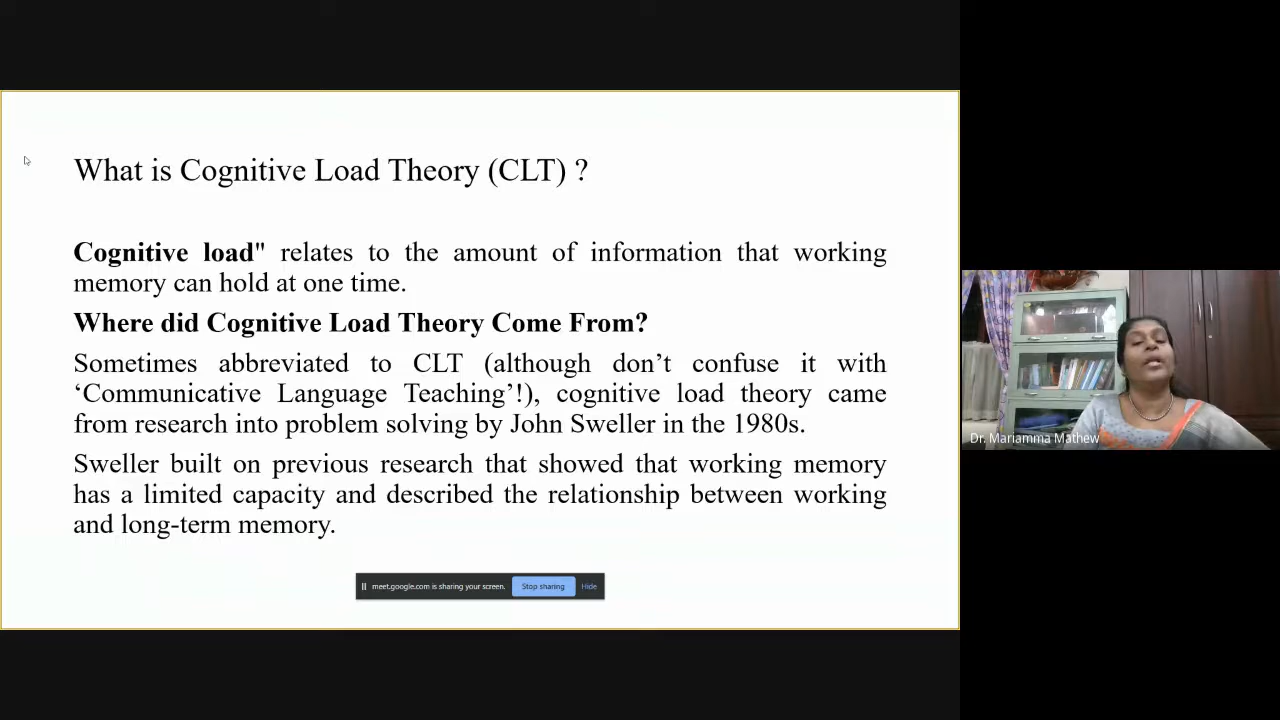 What is Cognitive Load Theory (CLT) ?
Cognitive load" relates to the amount of information that working
memory can hold at one time.
Where did Cognitive Load Theory Come From?
Sometimes abbreviated to CLT (although don’t confuse it with
‘Communicative Language Teaching’!), cognitive load theory came
from research into problem solving by John Sweller in the 1980s.
Sweller built on previous research that showed that working memory
has a limited capacity and described the relationship between working
and long-term memory.
meet.google.com is sharing your screen. Stop sharing Hide
Dr. Mariamma Mathew